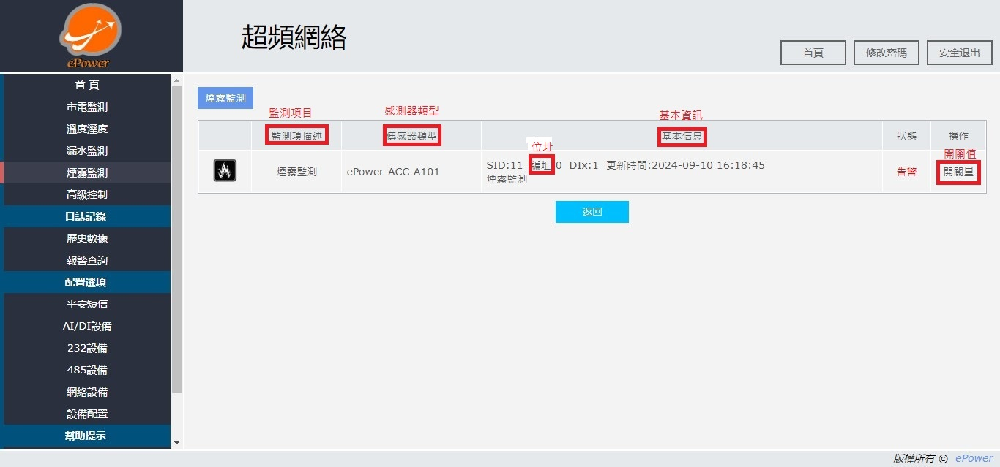 ePower
超頻網絡
首頁
修改密碼
安全退出
首 頁
市電監測
溫度溼度
漏水監測
煙霧監測
高級控制
日誌記錄
歷史數據
報警查詢
配置選項
平安短信
AI/DI設備
232設備
485設備
網絡設備
設備配置
幫助提示
煙霧監測
監測項目
感測器類型
基本資訊
監測項描述
傳感器類型
基本信息
狀態
操作
位址
開關值
煙霧監測
ePower-ACC-A101
SID:11 編址:0 DIx:1 更新時間:2024-09-10 16:18:45
煙霧監測
告警
開關量
返回
版權所有 © ePower